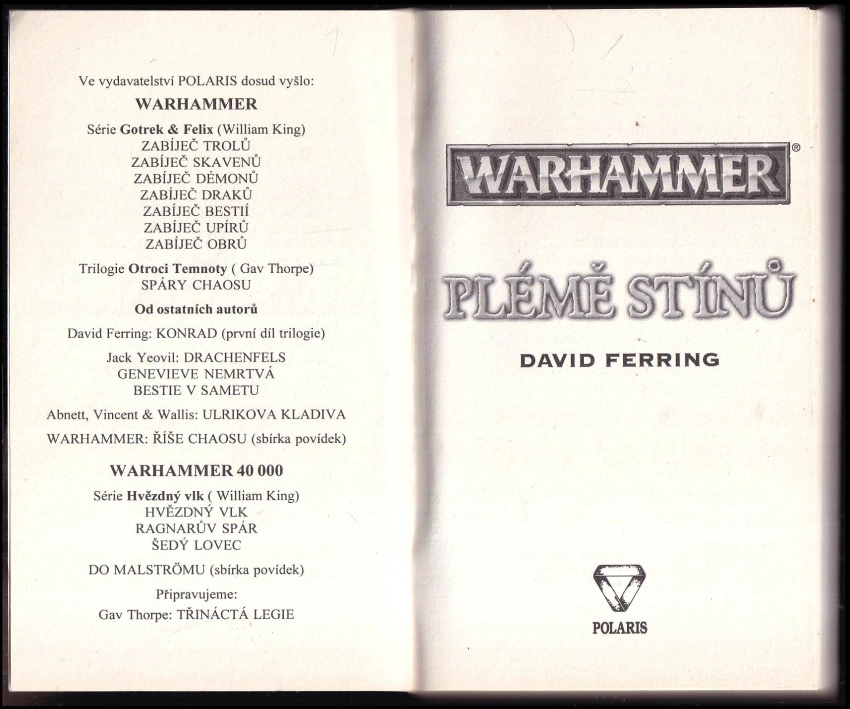 Ve vydavatelství POLARIS dosud vyšlo:
WARHAMMER
Série Gotrek & Felix (William King)
ZABÍJEČ TROLŮ
ZABÍJEČ SKAVENŮ
ZABÍJEČ DÉMONŮ
ZABÍJEČ DRAKŮ
ZABÍJEČ BESTIÍ
ZABÍJEČ UPÍRŮ
ZABÍJEČ OBRŮ
Trilogie Otroci Temnoty ( Gav Thorpe)
SPÁRY CHAOSU
Od ostatních autorů
David Ferring: KONRAD (první díl trilogie)
Jack Yeovil: DRACHENFELS
GENEVIEVE NEMRTVÁ
BESTIE V SAMETU
Abnett, Vincent & Wallis: ULRIKOVA KLADIVA
WARHAMMER: ŘÍŠE CHAOSU (sbírka povídek)
WARHAMMER 40 000
Série Hvězdný vlk ( William King)
HVĚZDNÝ VLK
RAGNARŮV SPÁR
ŠEDÝ LOVEC
DO MALSTRÖMU (sbírka povídek)
Připravujeme:
Gav Thorpe: TŘINÁCTÁ LEGIE
WARHAMMER®
PLÉMĚ STÍNŮ
DAVID FERRING
POLARIS